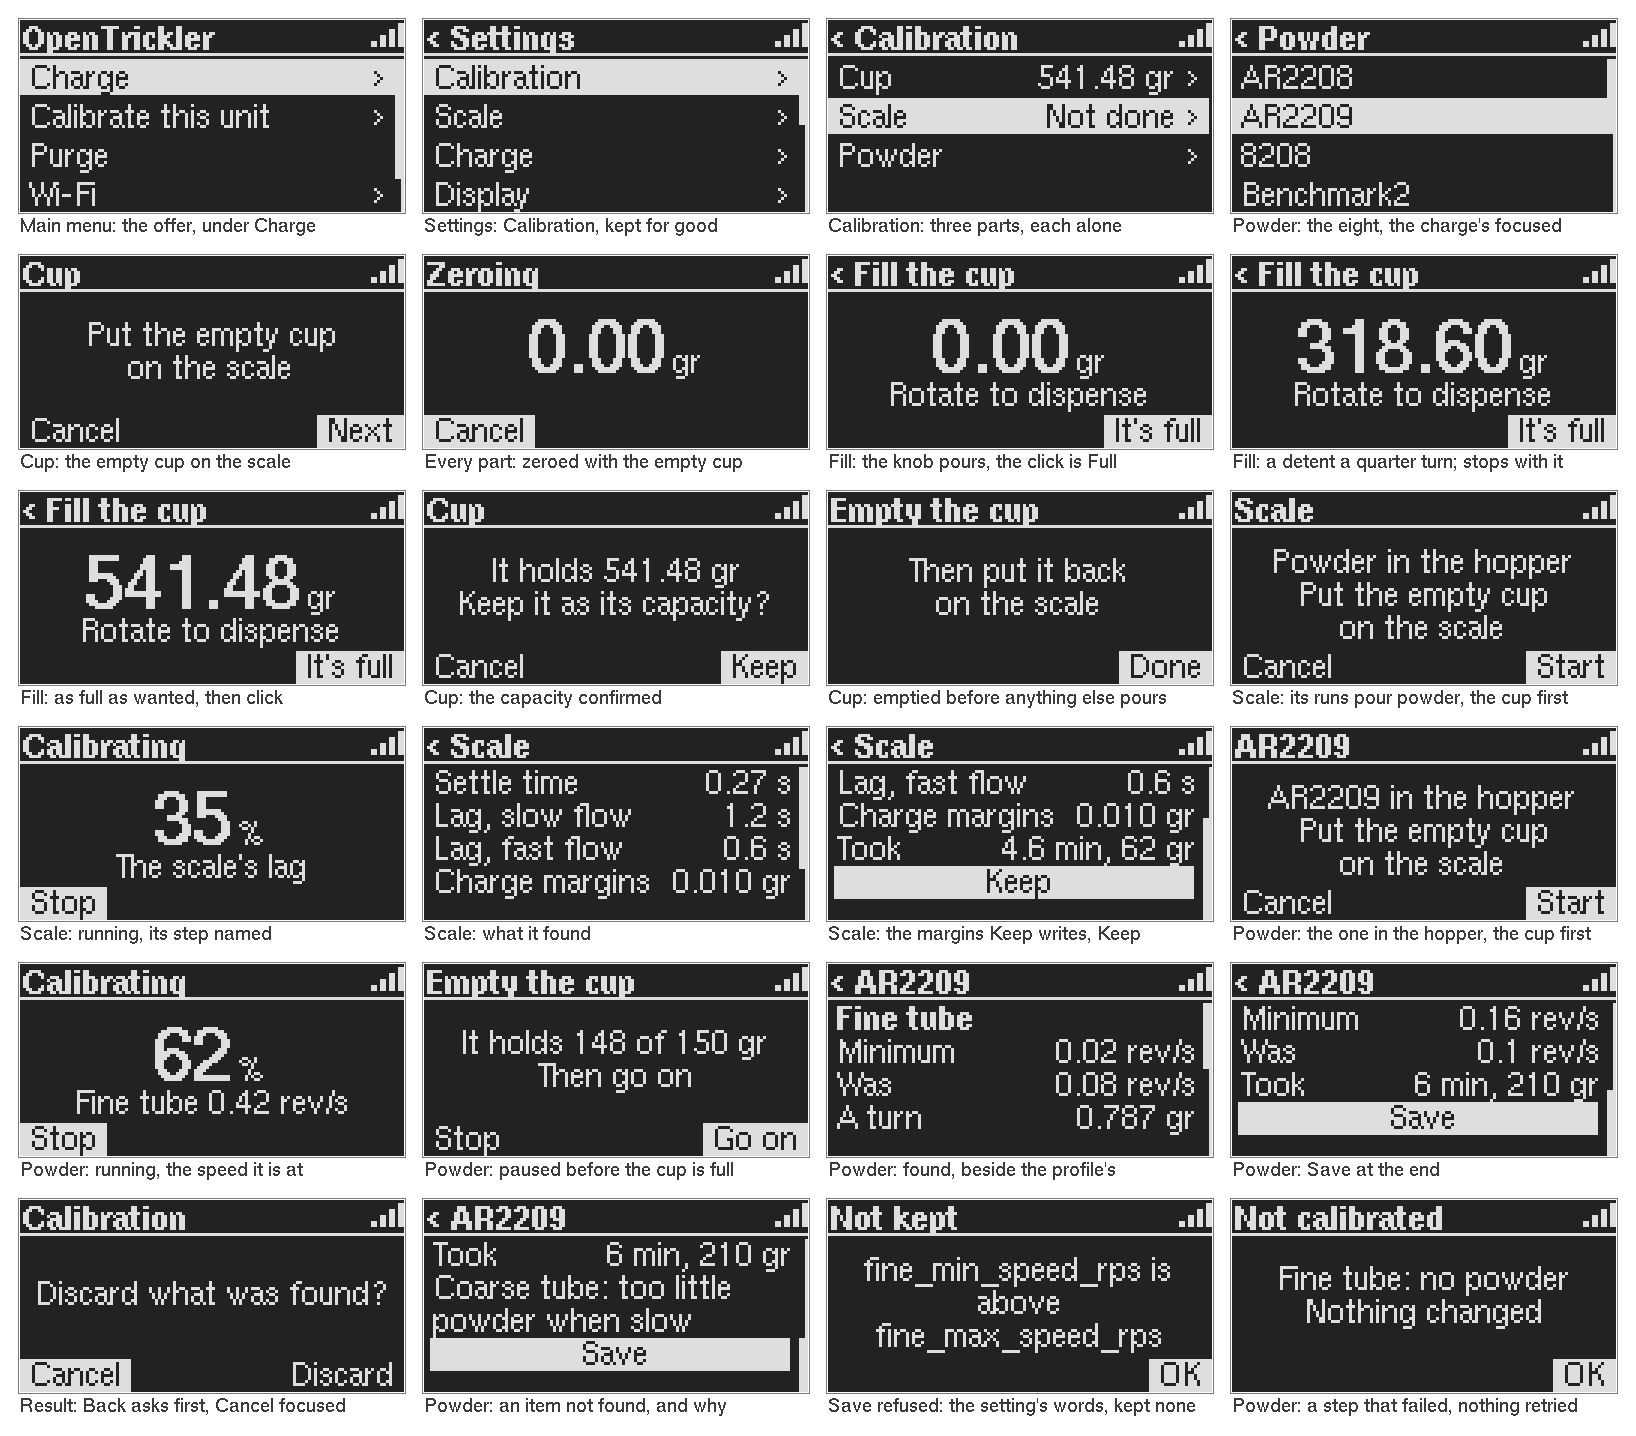 OpenTrickler
Charge >
Calibrate this unit >
Purge
Wi-Fi >
Main menu: the offer, under Charge
< Settings
Calibration >
Scale >
Charge >
Display >
Settings: Calibration, kept for good
< Calibration
Cup 541.48 gr >
Scale Not done >
Powder >
Calibration: three parts, each alone
< Powder
AR2208
AR2209
8208
Benchmark2
Powder: the eight, the charge's focused
Cup
Put the empty cup
on the scale
Cancel Next
Cup: the empty cup on the scale
Zeroing
0.00 gr
Cancel
Every part: zeroed with the empty cup
< Fill the cup
0.00 gr
Rotate to dispense
It's full
Fill: the knob pours, the click is Full
< Fill the cup
318.60 gr
Rotate to dispense
It's full
Fill: a detent a quarter turn; stops with it
< Fill the cup
541.48 gr
Rotate to dispense
It's full
Fill: as full as wanted, then click
Cup
It holds 541.48 gr
Keep it as its capacity?
Cancel Keep
Cup: the capacity confirmed
Empty the cup
Then put it back
on the scale
Done
Cup: emptied before anything else pours
Scale
Powder in the hopper
Put the empty cup
on the scale
Cancel Start
Scale: its runs pour powder, the cup first
Calibrating
35 %
The scale's lag
Stop
Scale: running, its step named
< Scale
Settle time 0.27 s
Lag, slow flow 1.2 s
Lag, fast flow 0.6 s
Charge margins 0.010 gr
Scale: what it found
< Scale
Lag, fast flow 0.6 s
Charge margins 0.010 gr
Took 4.6 min, 62 gr
Keep
Scale: the margins Keep writes, Keep
AR2209
AR2209 in the hopper
Put the empty cup
on the scale
Cancel Start
Powder: the one in the hopper, the cup first
Calibrating
62 %
Fine tube 0.42 rev/s
Stop
Powder: running, the speed it is at
Empty the cup
It holds 148 of 150 gr
Then go on
Stop Go on
Powder: paused before the cup is full
< AR2209
Fine tube
Minimum 0.02 rev/s
Was 0.08 rev/s
A turn 0.787 gr
Powder: found, beside the profile's
< AR2209
Minimum 0.16 rev/s
Was 0.1 rev/s
Took 6 min, 210 gr
Save
Powder: Save at the end
Calibration
Discard what was found?
Cancel Discard
Result: Back asks first, Cancel focused
< AR2209
Took 6 min, 210 gr
Coarse tube: too little
powder when slow
Save
Powder: an item not found, and why
Not kept
fine_min_speed_rps is
above
fine_max_speed_rps
OK
Save refused: the setting's words, kept none
Not calibrated
Fine tube: no powder
Nothing changed
OK
Powder: a step that failed, nothing retried